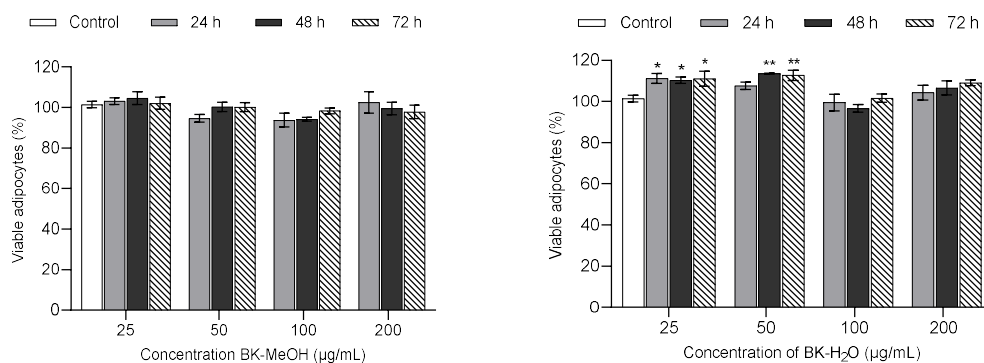 Control 24 h 48 h 72 h
120
100
80
60
40
20
0
Viable adipocytes (%)
25 50 100 200
Concentration BK-MeOH (µg/mL)
Control 24 h 48 h 72 h
120
100
80
60
40
20
0
Viable adipocytes (%)
* * * ** **
25 50 100 200
Concentration of BK-H₂O (µg/mL)